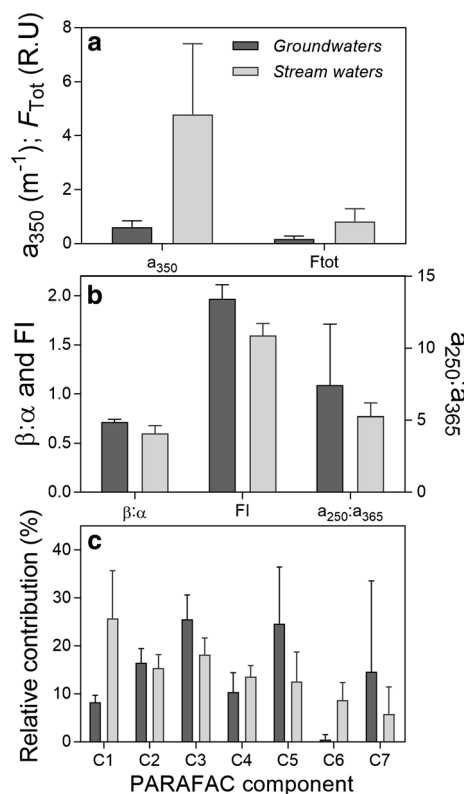 a
Groundwaters
Stream waters
a350 (m-1); FTot (R.U)
8
6
4
2
0
a350 Ftot
b
β:α and FI
2.0
1.5
1.0
0.5
0.0
15
10
5
0
a250:a365
β:α FI a250:a365
c
Relative contribution (%)
40
30
20
10
0
C1 C2 C3 C4 C5 C6 C7
PARAFAC component